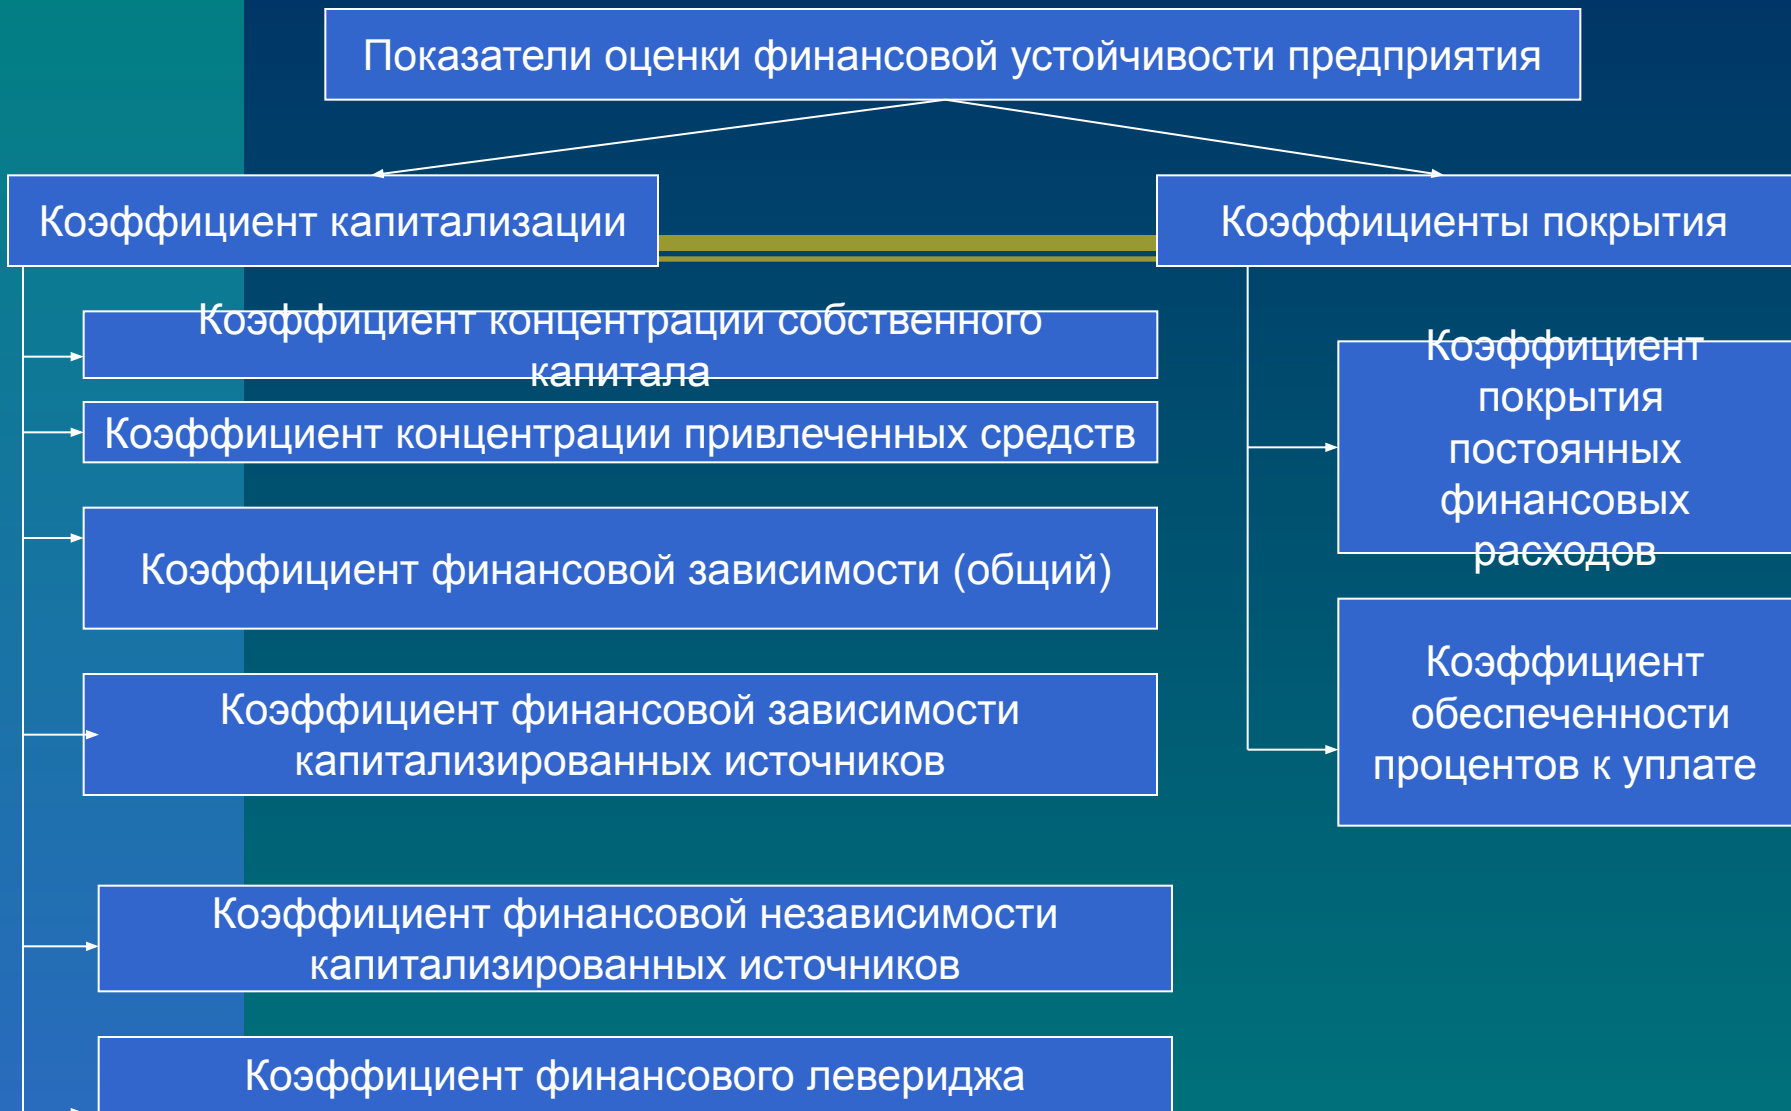 Показатели оценки финансовой устойчивости предприятия
Коэффициент капитализации
Коэффициенты покрытия
Коэффициент концентрации собственного
капитала
Коэффициент концентрации привлеченных средств
Коэффициент финансовой зависимости (общий)
Коэффициент финансовой зависимости
капитализированных источников
Коэффициент финансовой независимости
капитализированных источников
Коэффициент финансового левериджа
Коэффициент
покрытия
постоянных
финансовых
расходов
Коэффициент
обеспеченности
процентов к уплате